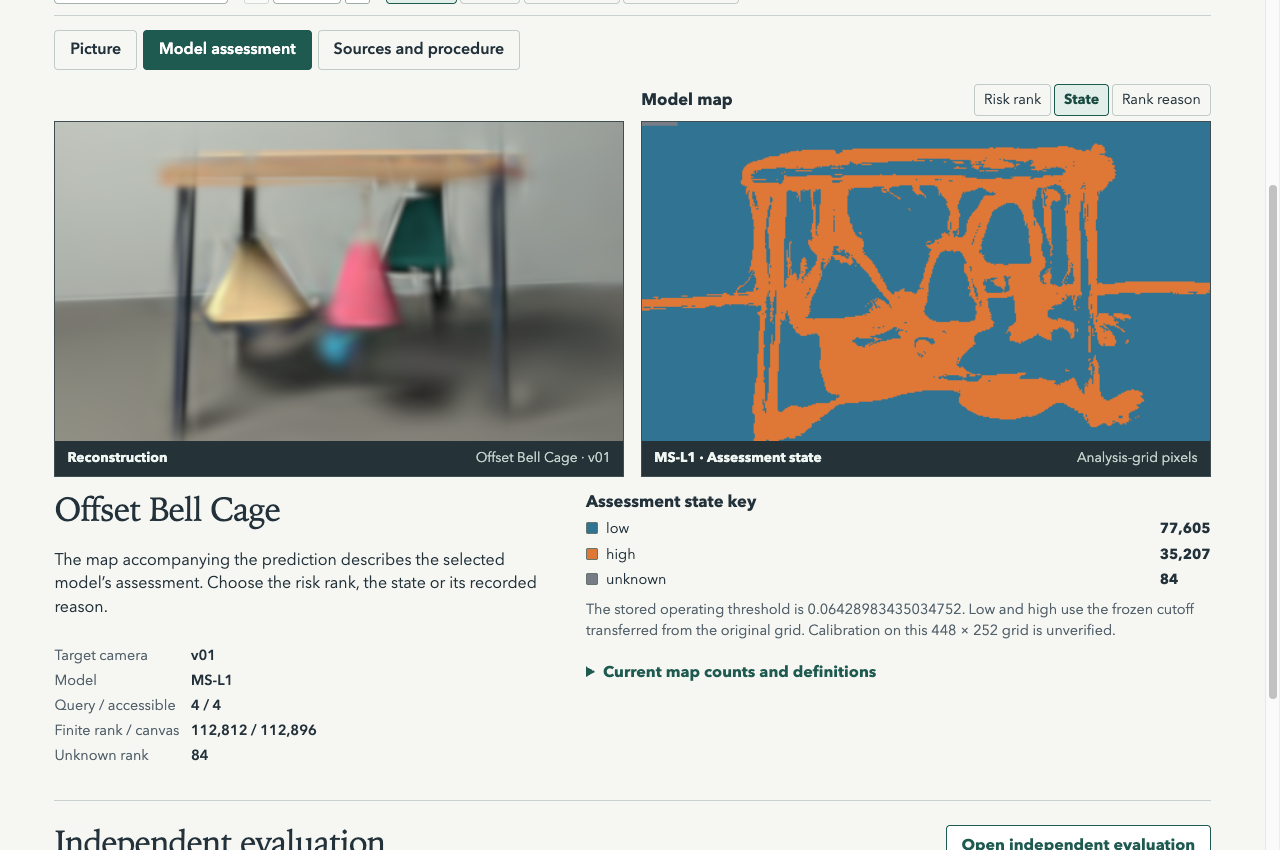 Picture
Model assessment
Sources and procedure
Model map
Risk rank
State
Rank reason
Reconstruction
Offset Bell Cage · v01
MS-L1 · Assessment state
Analysis-grid pixels
Offset Bell Cage
The map accompanying the prediction describes the selected
model’s assessment. Choose the risk rank, the state or its recorded
reason.
Target camera v01
Model MS-L1
Query / accessible 4 / 4
Finite rank / canvas 112,812 / 112,896
Unknown rank 84
Assessment state key
low 77,605
high 35,207
unknown 84
The stored operating threshold is 0.06428983435034752. Low and high use the frozen cutoff
transferred from the original grid. Calibration on this 448 × 252 grid is unverified.
Current map counts and definitions
Independent evaluation
Open independent evaluation